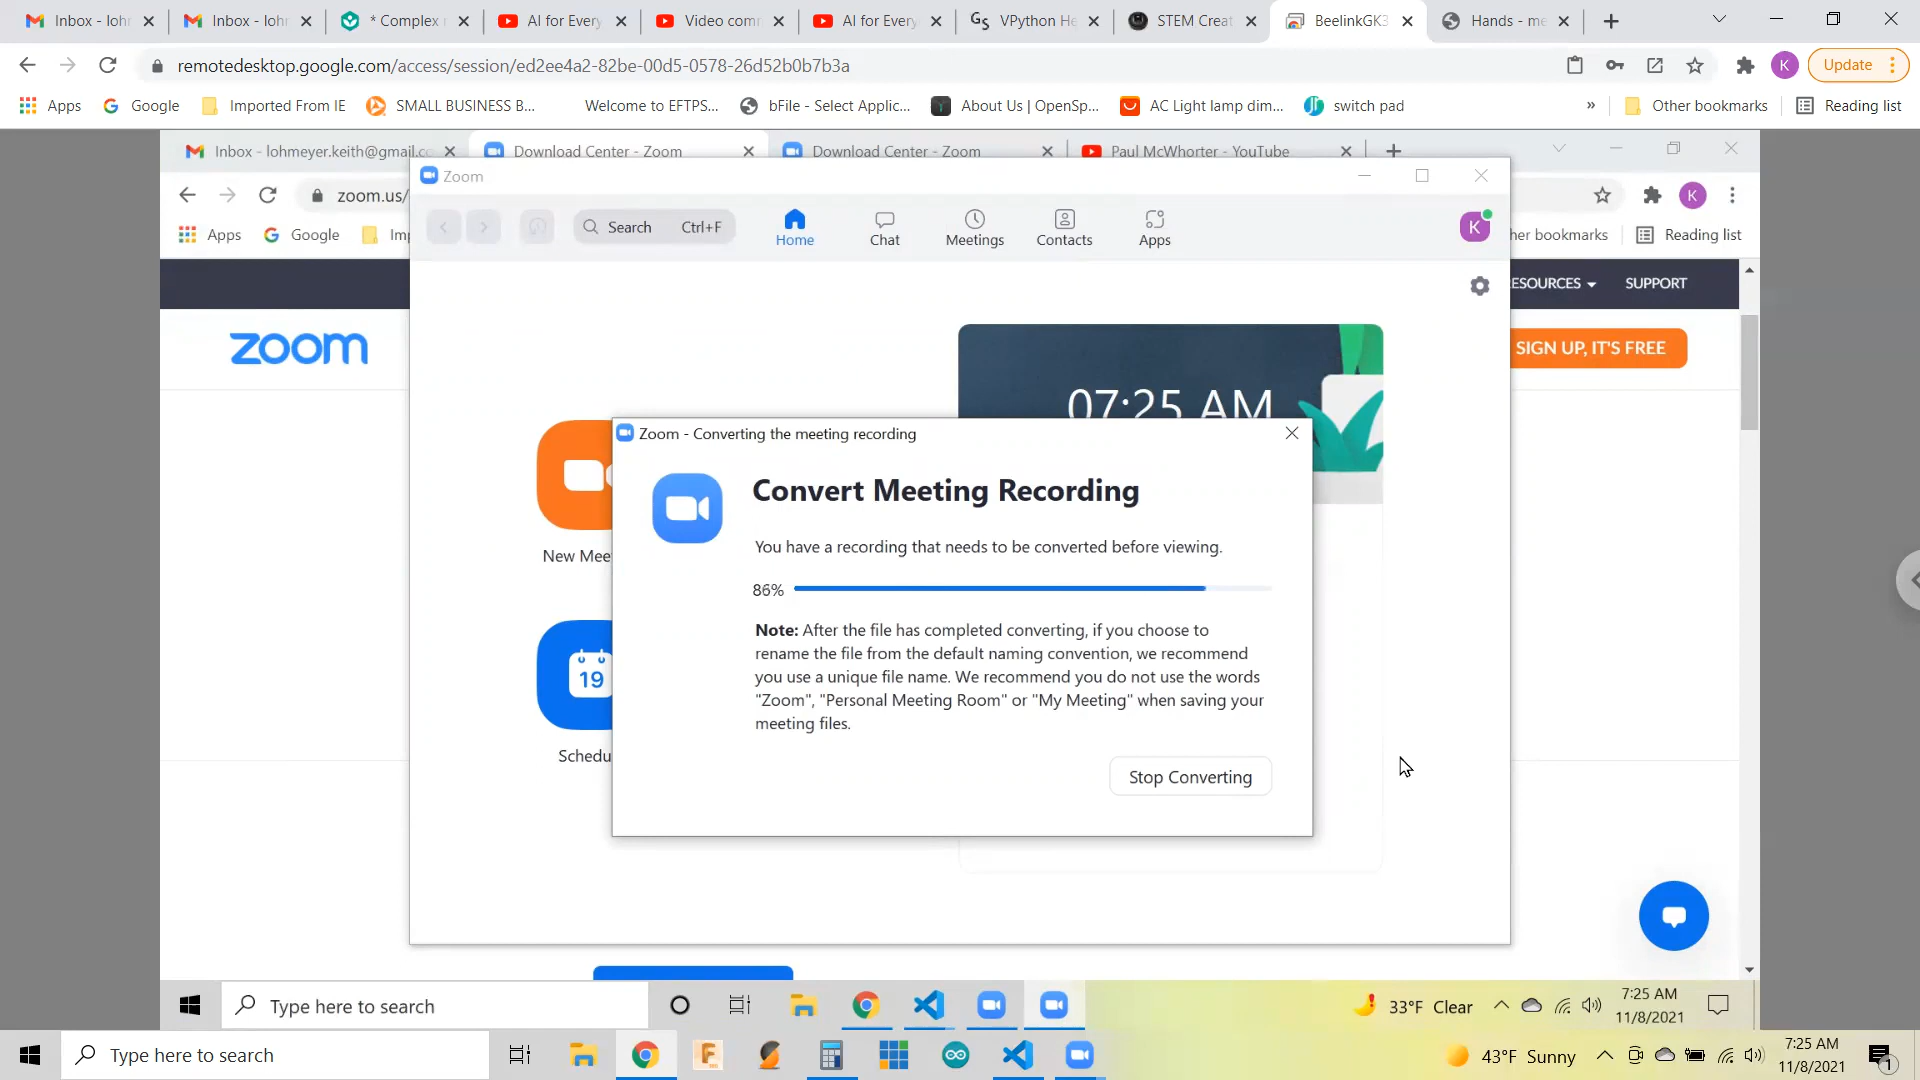 Inbox - lohr
Inbox - lohr
* Complex
AI for Every
Video com
AI for Every
VPython He
STEM Creat
BeelinkGK3
Hands - me
remotedesktop.google.com/access/session/ed2ee4a2-82be-00d5-0578-26d52b0b7b3a
K
Update
Apps
Google
Imported From IE
SMALL BUSINESS B...
Welcome to EFTPS...
bFile - Select Applic...
About Us | OpenSp...
AC Light lamp dim...
switch pad
»
Other bookmarks
Reading list
Inbox - lohmeyer.keith@gmail.co
Download Center - Zoom
Download Center - Zoom
Paul McWhorter - YouTube
zoom.us/
K
Apps
Google
Im
her bookmarks
Reading list
Zoom
Search Ctrl+F
Home
Chat
Meetings
Contacts
Apps
K
ESOURCES
SUPPORT
zoom
SIGN UP, IT'S FREE
07:25 AM
New Mee
19
Schedu
Zoom - Converting the meeting recording
Convert Meeting Recording
You have a recording that needs to be converted before viewing.
86%
Note: After the file has completed converting, if you choose to
rename the file from the default naming convention, we recommend
you use a unique file name. We recommend you do not use the words
"Zoom", "Personal Meeting Room" or "My Meeting" when saving your
meeting files.
Stop Converting
Type here to search
33°F Clear
7:25 AM
11/8/2021
Type here to search
43°F Sunny
7:25 AM
11/8/2021
1